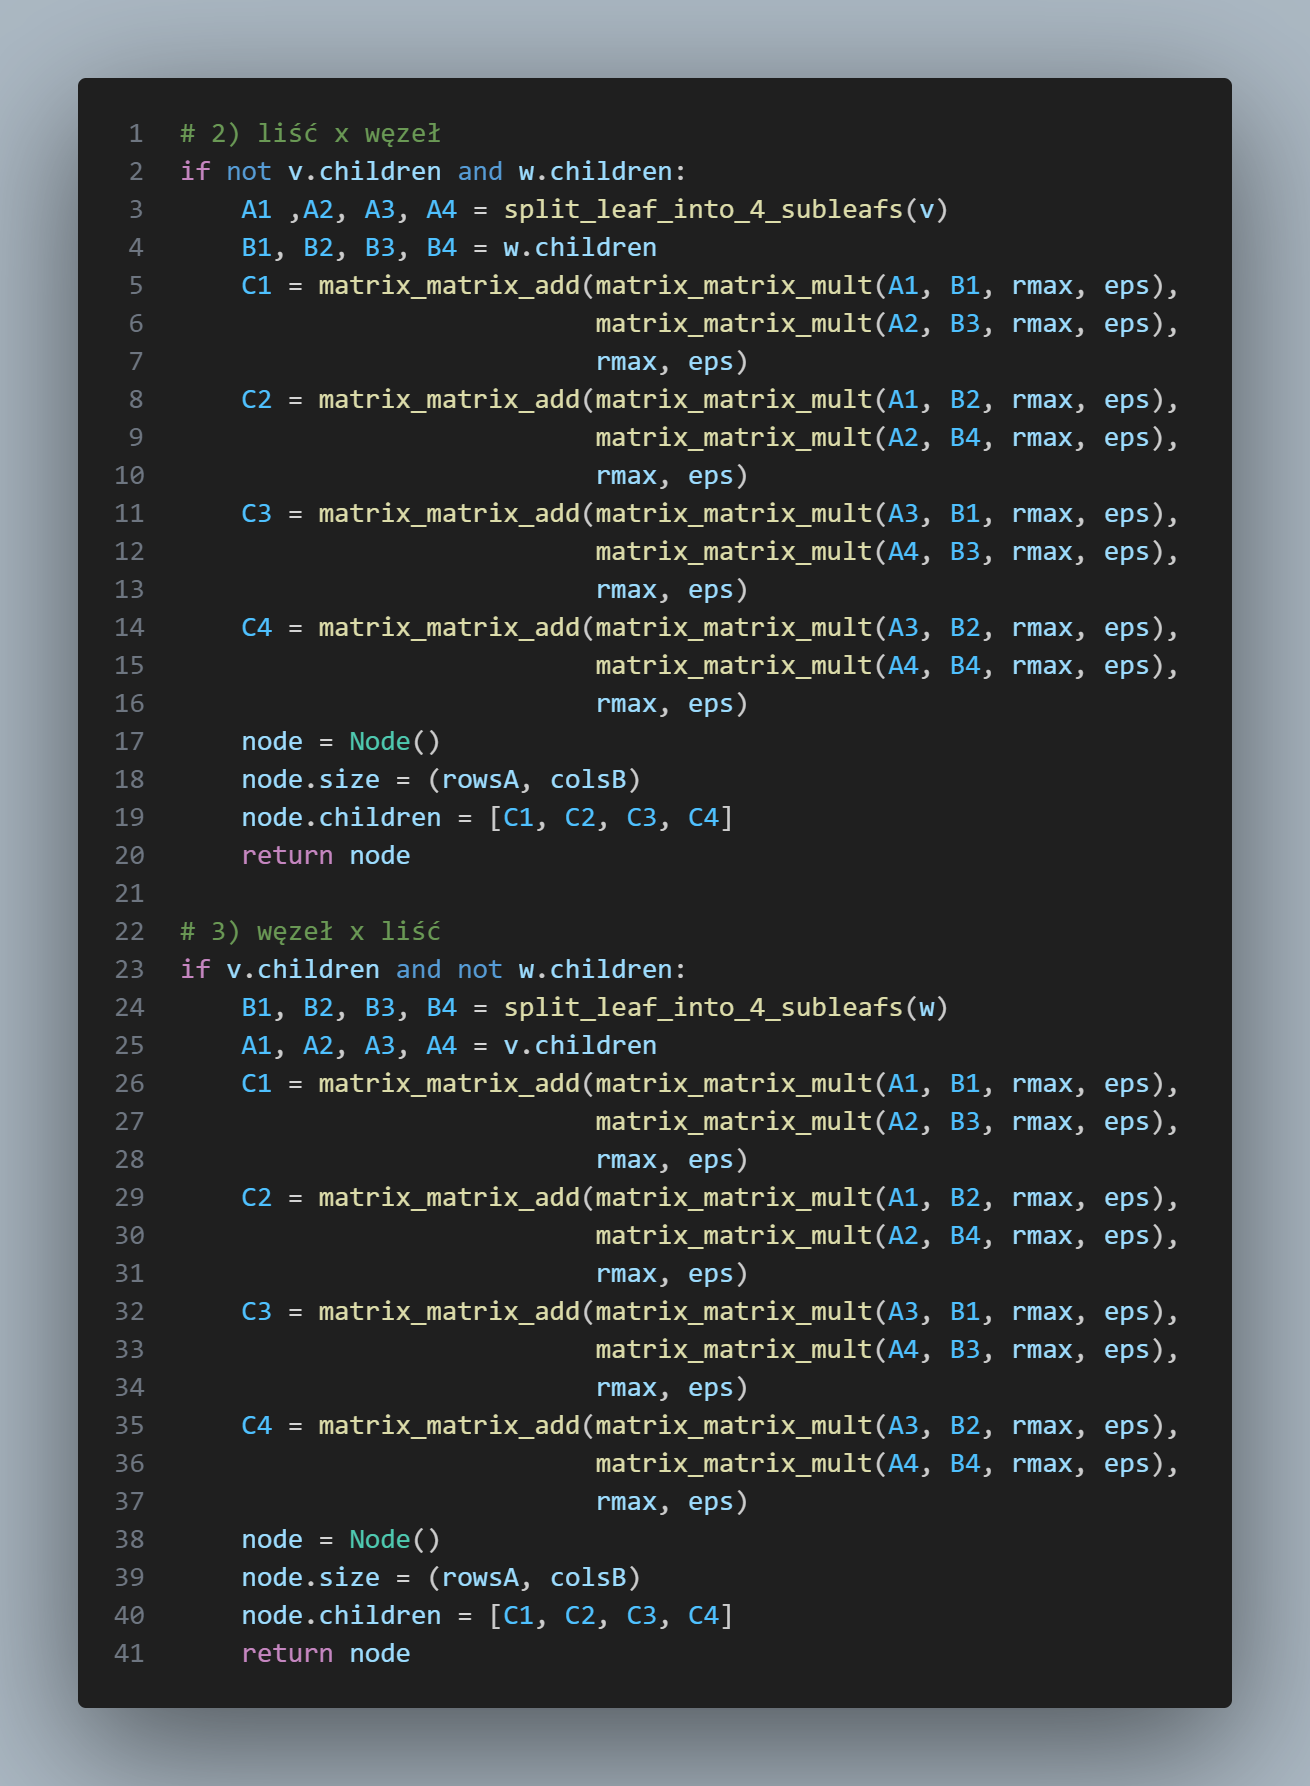 1 # 2) liść x węzeł
2 if not v.children and w.children:
3     A1 ,A2, A3, A4 = split_leaf_into_4_subleafs(v)
4     B1, B2, B3, B4 = w.children
5     C1 = matrix_matrix_add(matrix_matrix_mult(A1, B1, rmax, eps),
6                            matrix_matrix_mult(A2, B3, rmax, eps),
7                            rmax, eps)
8     C2 = matrix_matrix_add(matrix_matrix_mult(A1, B2, rmax, eps),
9                            matrix_matrix_mult(A2, B4, rmax, eps),
10                            rmax, eps)
11     C3 = matrix_matrix_add(matrix_matrix_mult(A3, B1, rmax, eps),
12                            matrix_matrix_mult(A4, B3, rmax, eps),
13                            rmax, eps)
14     C4 = matrix_matrix_add(matrix_matrix_mult(A3, B2, rmax, eps),
15                            matrix_matrix_mult(A4, B4, rmax, eps),
16                            rmax, eps)
17     node = Node()
18     node.size = (rowsA, colsB)
19     node.children = [C1, C2, C3, C4]
20     return node
21
22 # 3) węzeł x liść
23 if v.children and not w.children:
24     B1, B2, B3, B4 = split_leaf_into_4_subleafs(w)
25     A1, A2, A3, A4 = v.children
26     C1 = matrix_matrix_add(matrix_matrix_mult(A1, B1, rmax, eps),
27                            matrix_matrix_mult(A2, B3, rmax, eps),
28                            rmax, eps)
29     C2 = matrix_matrix_add(matrix_matrix_mult(A1, B2, rmax, eps),
30                            matrix_matrix_mult(A2, B4, rmax, eps),
31                            rmax, eps)
32     C3 = matrix_matrix_add(matrix_matrix_mult(A3, B1, rmax, eps),
33                            matrix_matrix_mult(A4, B3, rmax, eps),
34                            rmax, eps)
35     C4 = matrix_matrix_add(matrix_matrix_mult(A3, B2, rmax, eps),
36                            matrix_matrix_mult(A4, B4, rmax, eps),
37                            rmax, eps)
38     node = Node()
39     node.size = (rowsA, colsB)
40     node.children = [C1, C2, C3, C4]
41     return node